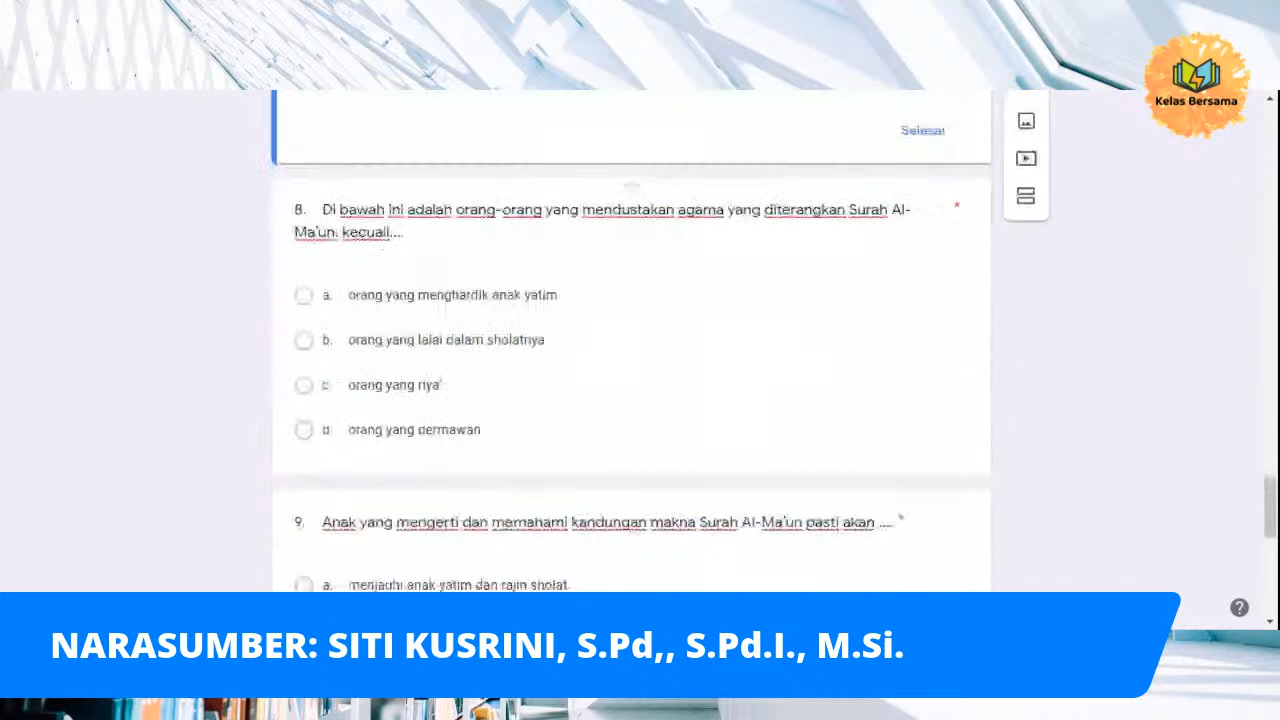 Kelas Bersama
Selesai
8. Di bawah ini adalah orang-orang yang mendustakan agama yang diterangkan Surah Al-
Ma'un, kecuali.... *
a. orang yang menghardik anak yatim
b. orang yang lalai dalam sholatnya
c. orang yang riya'
d. orang yang dermawan
9. Anak yang mengerti dan memahami kandungan makna Surah Al-Ma'un pasti akan .... *
a. menjauhi anak yatim dan rajin sholat
NARASUMBER: SITI KUSRINI, S.Pd,, S.Pd.I., M.Si.